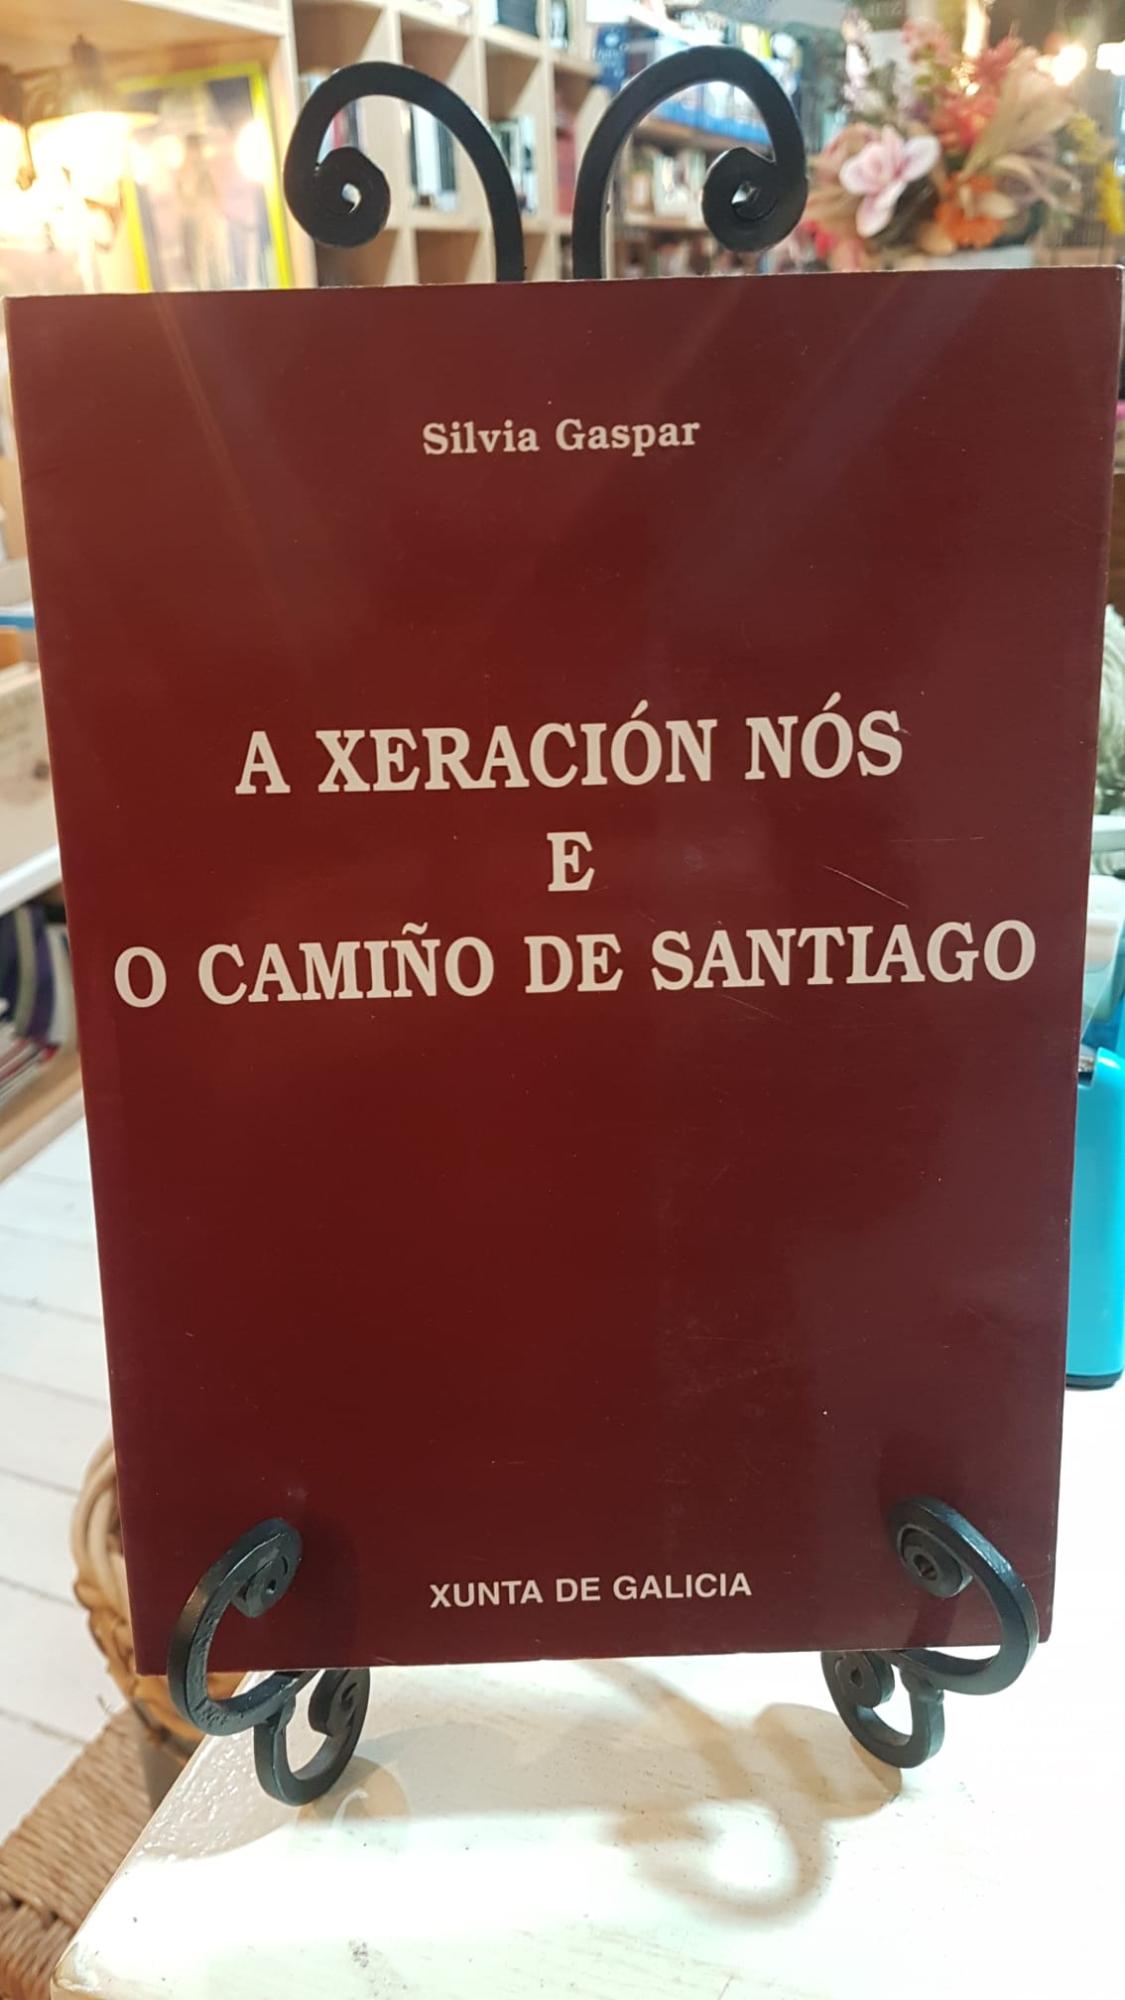 Silvia Gaspar
A XERACIÓN NÓS
E
O CAMIÑO DE SANTIAGO
XUNTA DE GALICIA